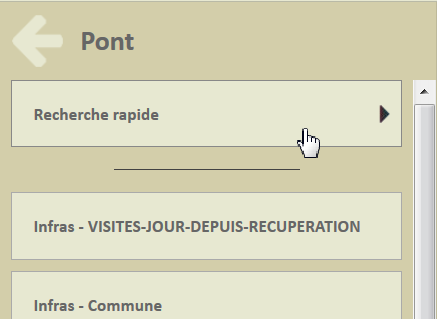 Pont
Recherche rapide
Infras - VISITES-JOUR-DEPUIS-RECUPERATION
Infras - Commune